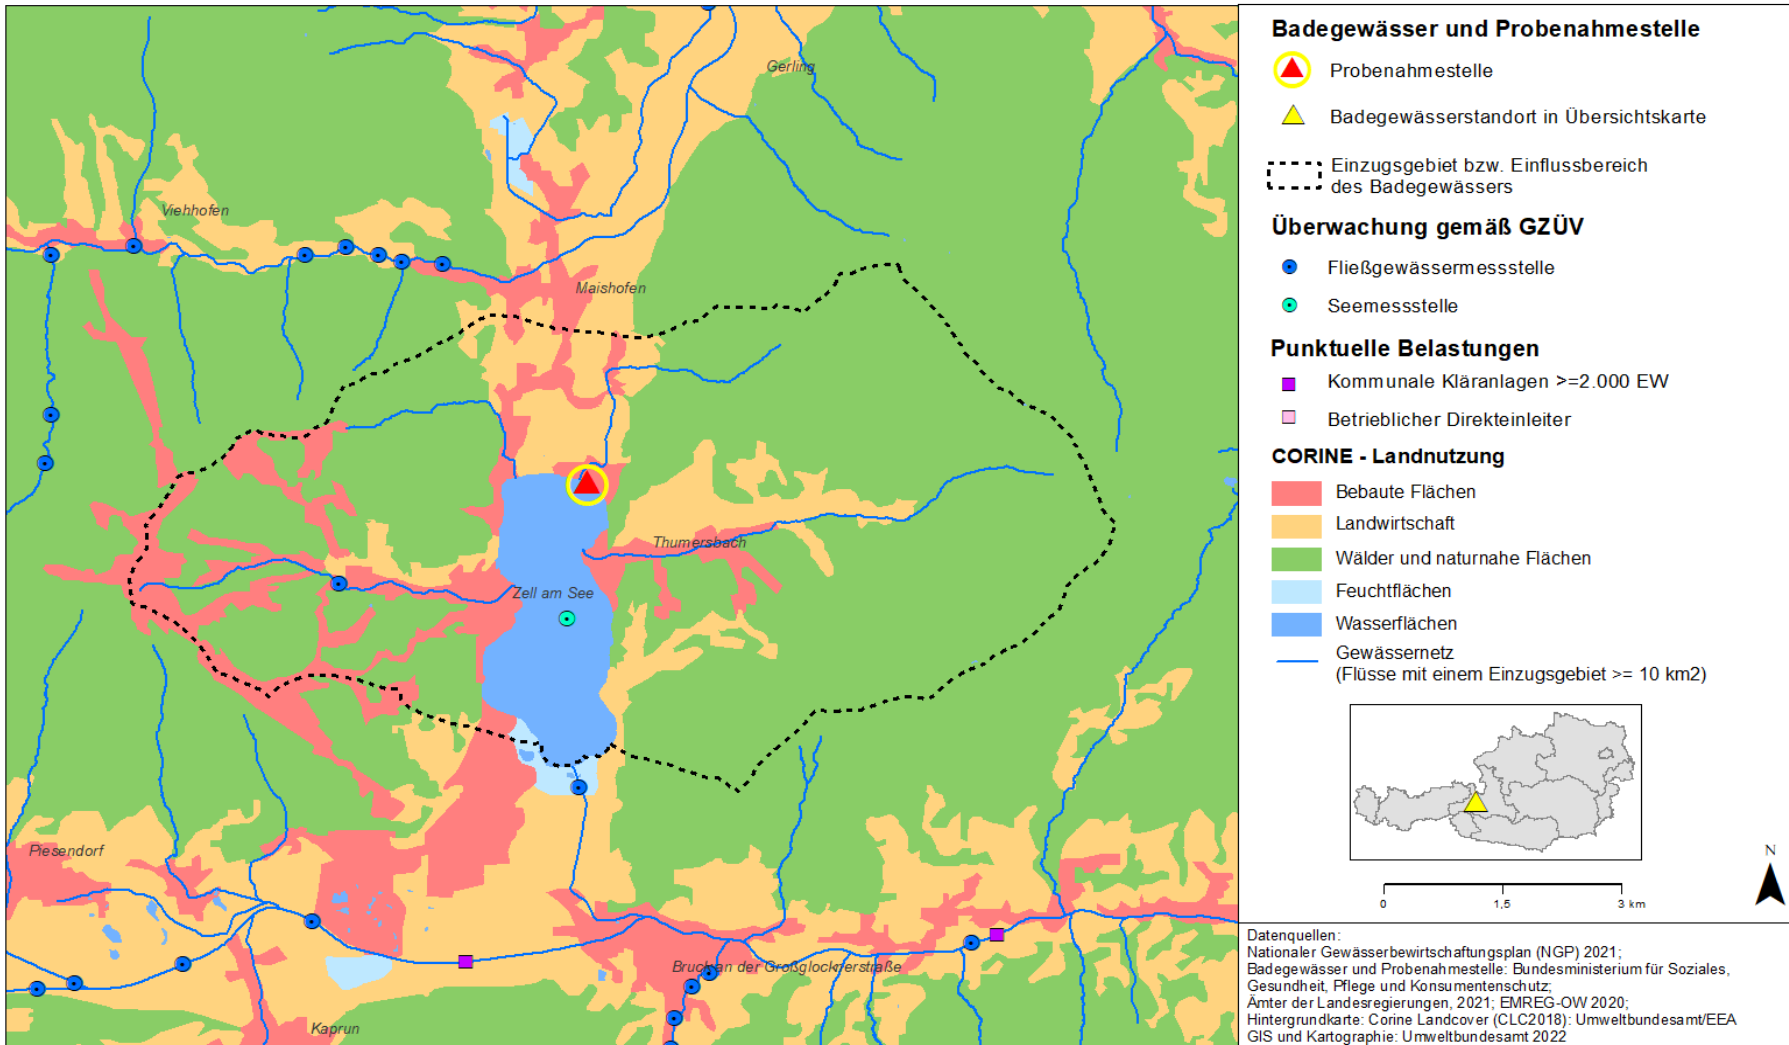 Gerling
Viehhofen
Maishofen
Thumersbach
Zell am See
Piesendorf
Bruck an der Großglocknerstraße
Kaprun
Badegewässer und Probenahmestelle
Probenahmestelle
Badegewässerstandort in Übersichtskarte
Einzugsgebiet bzw. Einflussbereich
des Badegewässers
Überwachung gemäß GZÜV
Fließgewässermessstelle
Seemessstelle
Punktuelle Belastungen
Kommunale Kläranlagen >=2.000 EW
Betrieblicher Direkteinleiter
CORINE - Landnutzung
Bebaute Flächen
Landwirtschaft
Wälder und naturnahe Flächen
Feuchtflächen
Wasserflächen
Gewässernetz
(Flüsse mit einem Einzugsgebiet >= 10 km2)
N
0 1,5 3 km
Datenquellen:
Nationaler Gewässerbewirtschaftungsplan (NGP) 2021;
Badegewässer und Probenahmestelle: Bundesministerium für Soziales,
Gesundheit, Pflege und Konsumentenschutz;
Ämter der Landesregierungen, 2021; EMREG-OW 2020;
Hintergrundkarte: Corine Landcover (CLC2018): Umweltbundesamt/EEA
GIS und Kartographie: Umweltbundesamt 2022